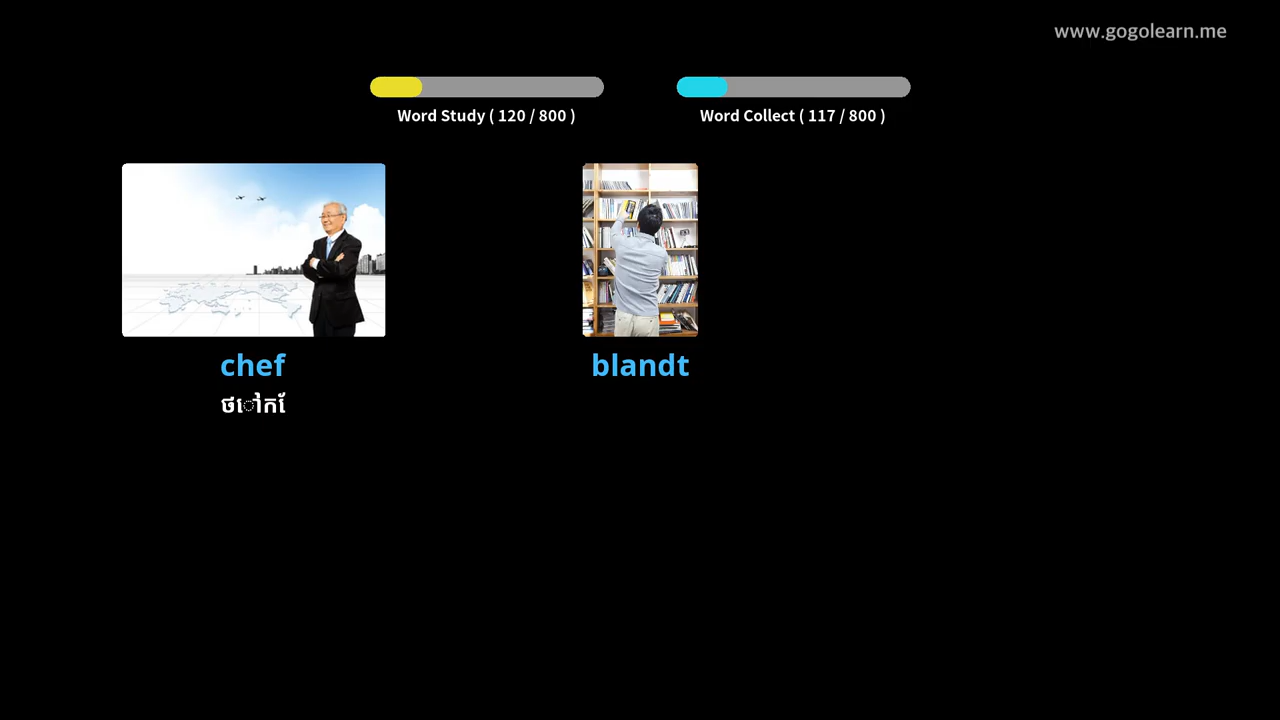 www.gogolearn.me
Word Study ( 120 / 800 )
Word Collect ( 117 / 800 )
chef
blandt
ថៅកែ